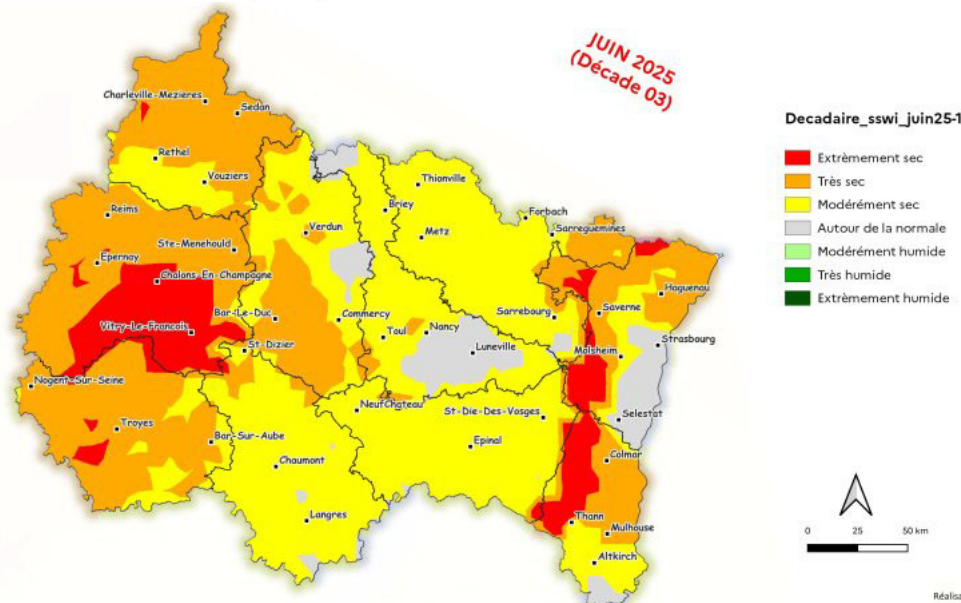 JUIN 2025
(Décade 03)
Decadaire_sswi_juin25-1
Extrèmement sec
Très sec
Modérément sec
Autour de la normale
Modérément humide
Très humide
Extrèmement humide
Charleville-Mezieres
Sedan
Rethel
Vouziers
Thionville
Briey
Reims
Forbach
Verdun
Metz
Sarreguemines
Ste-Menehould
Épernay
Chalons-En-Champagne
Haguenau
Bar-Le-Duc
Commercy
Sarrebourg
Saverne
Vitry-Le-Francois
Toul
Nancy
Strasbourg
St-Dizier
Luneville
Molsheim
Nogent-Sur-Seine
NeufChateau
St-Die-Des-Vosges
Selestat
Troyes
Bar-Sur-Aube
Epinal
Colmar
Chaumont
Langres
Thann
Mulhouse
Altkirch
0 25 50 km
Réalisa